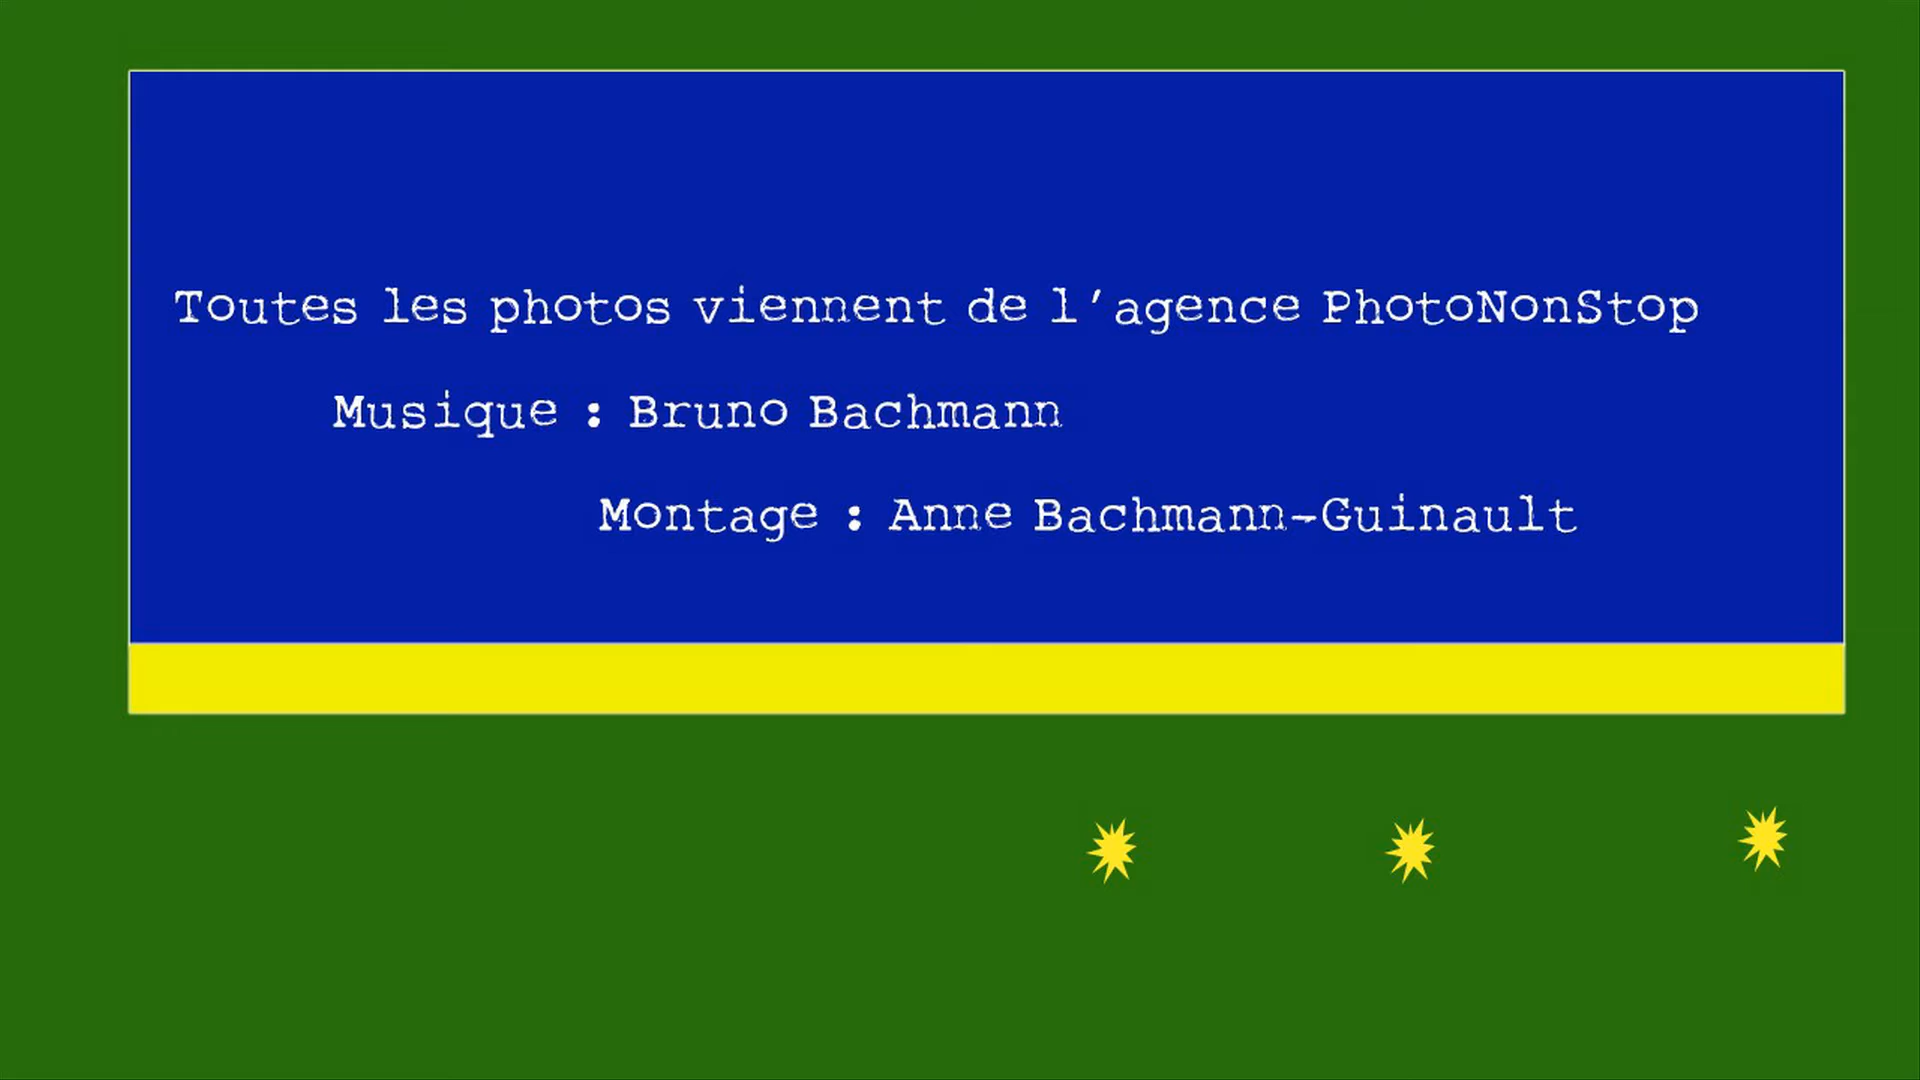 Toutes les photos viennent de l'agence PhotoNonStop
Musique : Bruno Bachmann
Montage : Anne Bachmann-Guinault